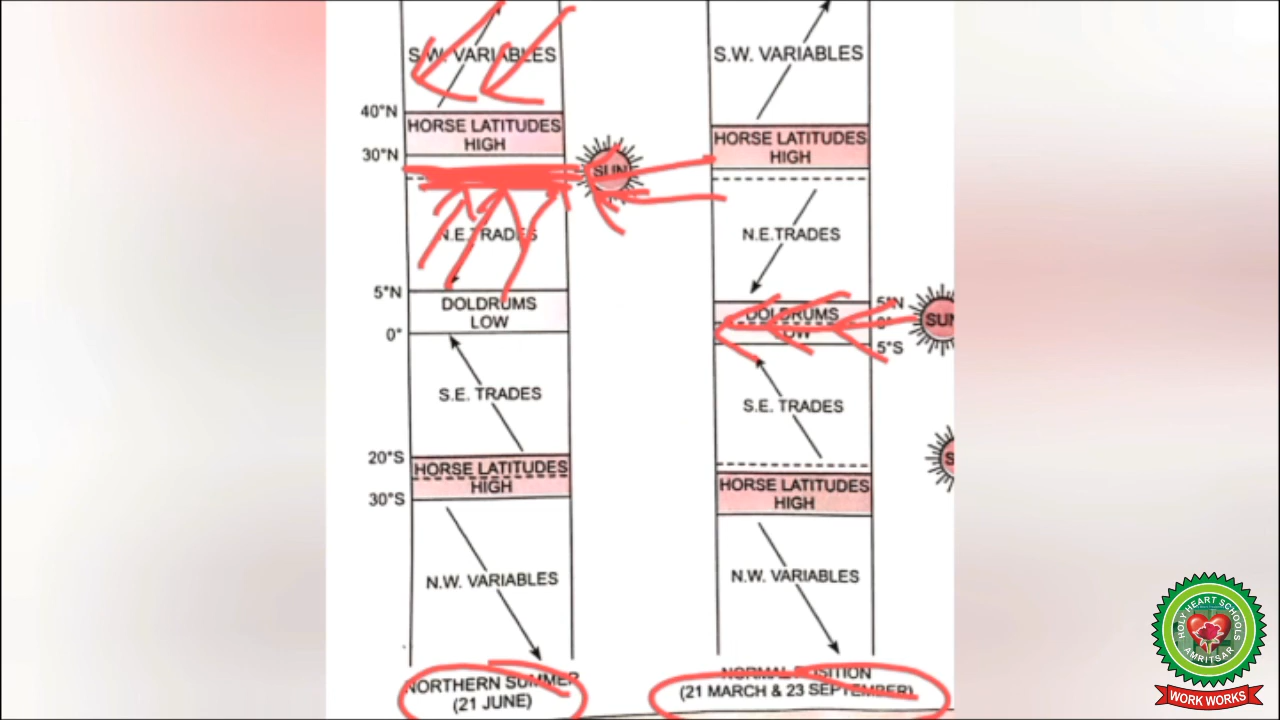 S.W. VARIABLES
40°N
HORSE LATITUDES
HIGH
30°N
SUN
N.E.TRADES
5°N
DOLDRUMS
LOW
0°
S.E. TRADES
20°S
HORSE LATITUDES
HIGH
30°S
N.W. VARIABLES
NORTHERN SUMMER
(21 JUNE)
S.W. VARIABLES
HORSE LATITUDES
HIGH
N.E.TRADES
5°N
DOLDRUMS
0°
SUN
LOW
5°S
S.E. TRADES
S
HORSE LATITUDES
HIGH
N.W. VARIABLES
NORMAL POSITION
(21 MARCH & 23 SEPTEMBER)
HOLY HEART SCHOOLS
AMRITSAR
WORK WORKS